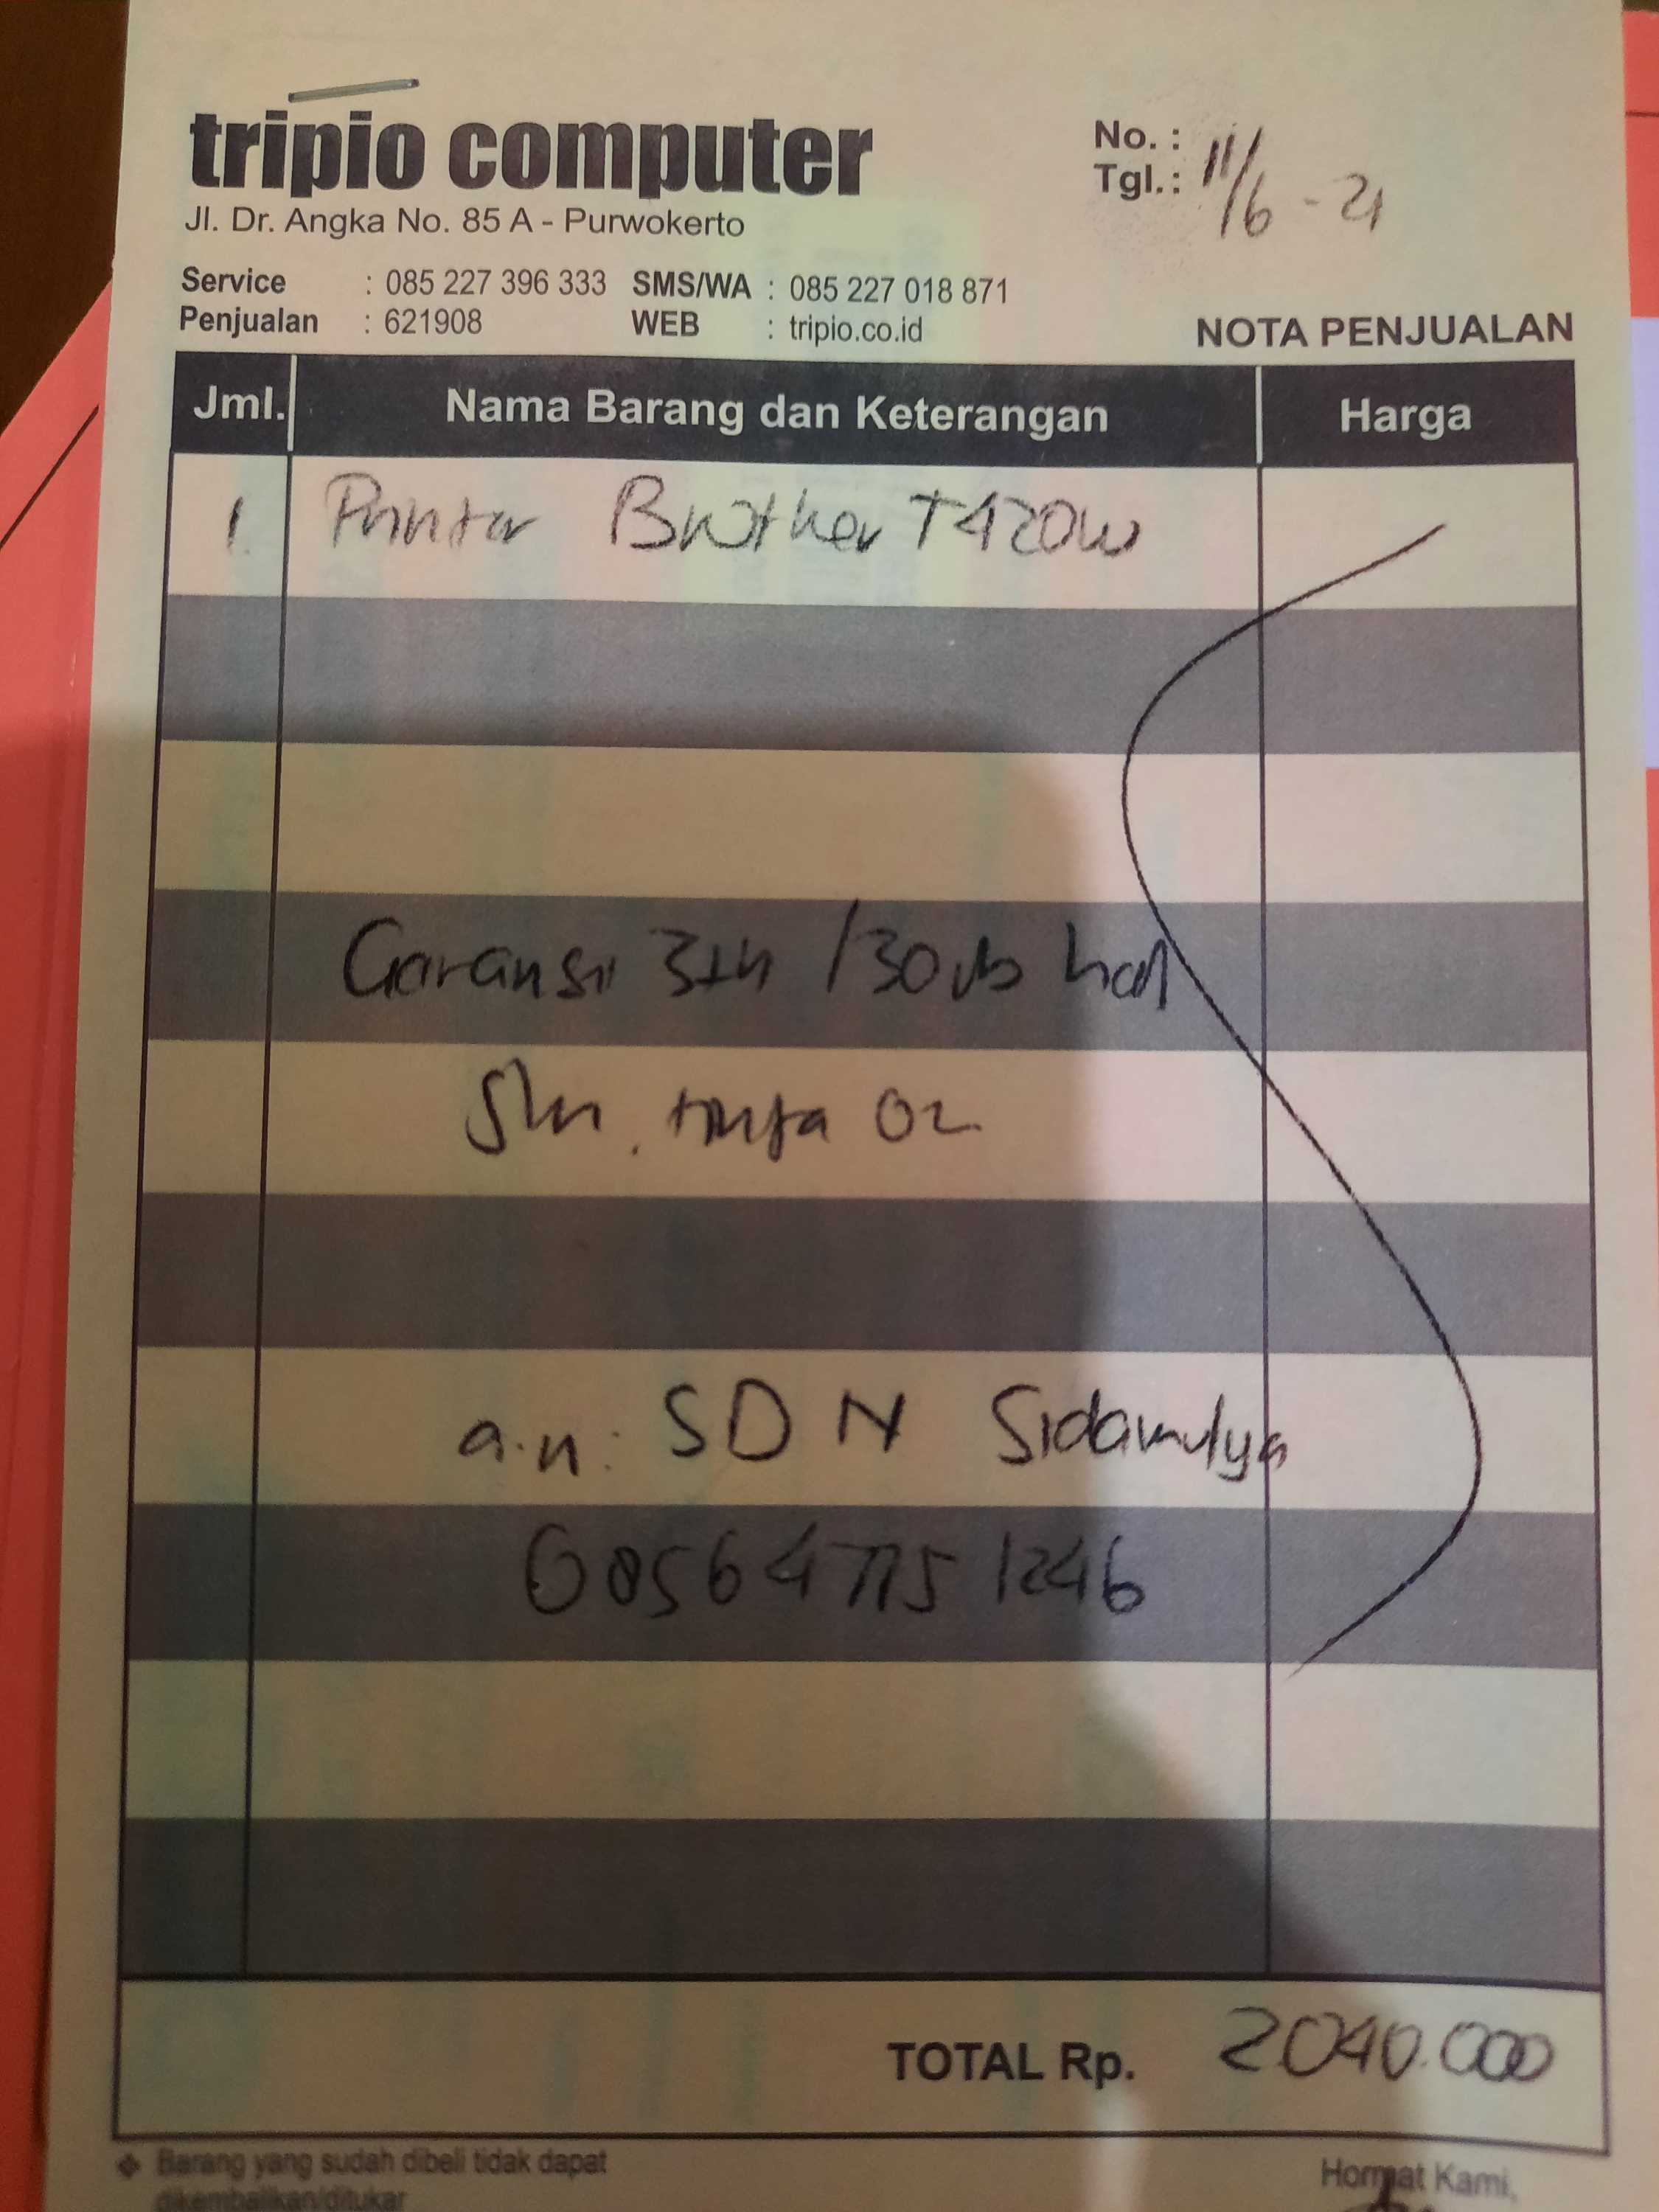 tripio computer
Jl. Dr. Angka No. 85 A - Purwokerto
No. :
Tgl. : 11/6 - 21
Service : 085 227 396 333 SMS/WA : 085 227 018 871
Penjualan : 621908 WEB : tripio.co.id
NOTA PENJUALAN
Jml. Nama Barang dan Keterangan Harga
1 Printer Brother T420W
Garansi 3th / 30rb hal
tinta
a.n: SDN Sidamulya
085647751246
TOTAL Rp. 2040.000
Barang yang sudah dibeli tidak dapat
dikembalikan/ditukar
Hormat Kami,